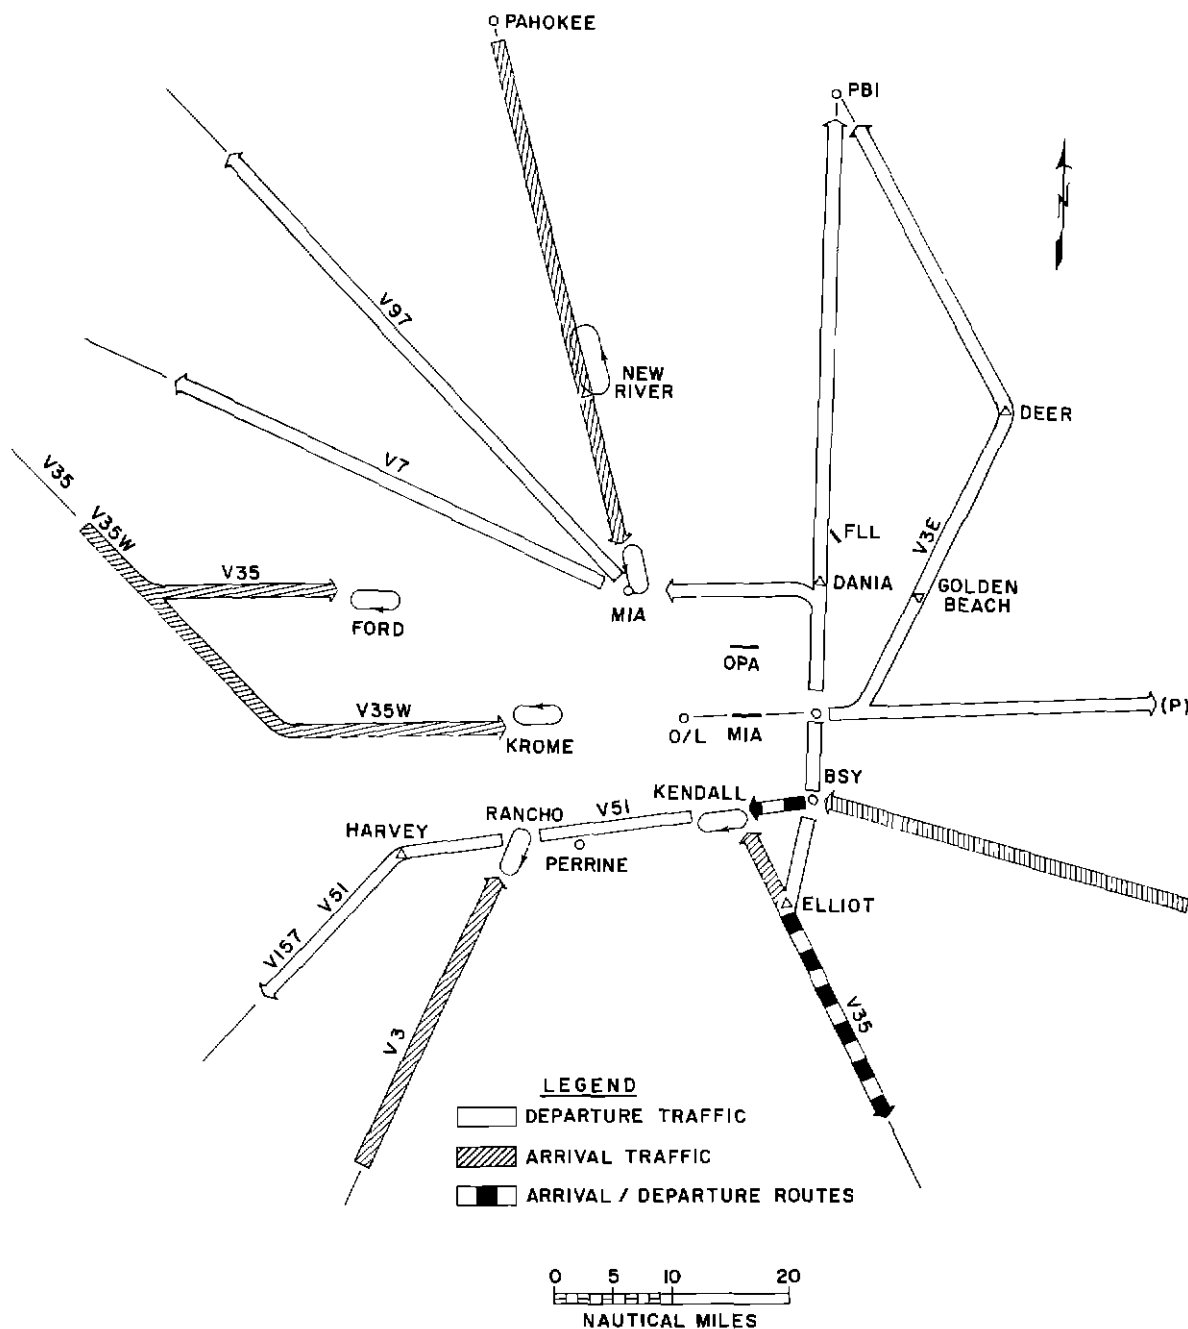 PAHOKEE
PBI
N
V97
NEW
RIVER
DEER
V7
V35
V35W
FLL
V3E
V35
DANIA
GOLDEN
BEACH
MIA
FORD
OPA
V35W
(P)
O/L
MIA
KROME
BSY
KENDALL
RANCHO
V51
HARVEY
PERRINE
ELLIOT
V51
V157
V35
V3
LEGEND
DEPARTURE TRAFFIC
ARRIVAL TRAFFIC
ARRIVAL / DEPARTURE ROUTES
0 5 10 20
NAUTICAL MILES